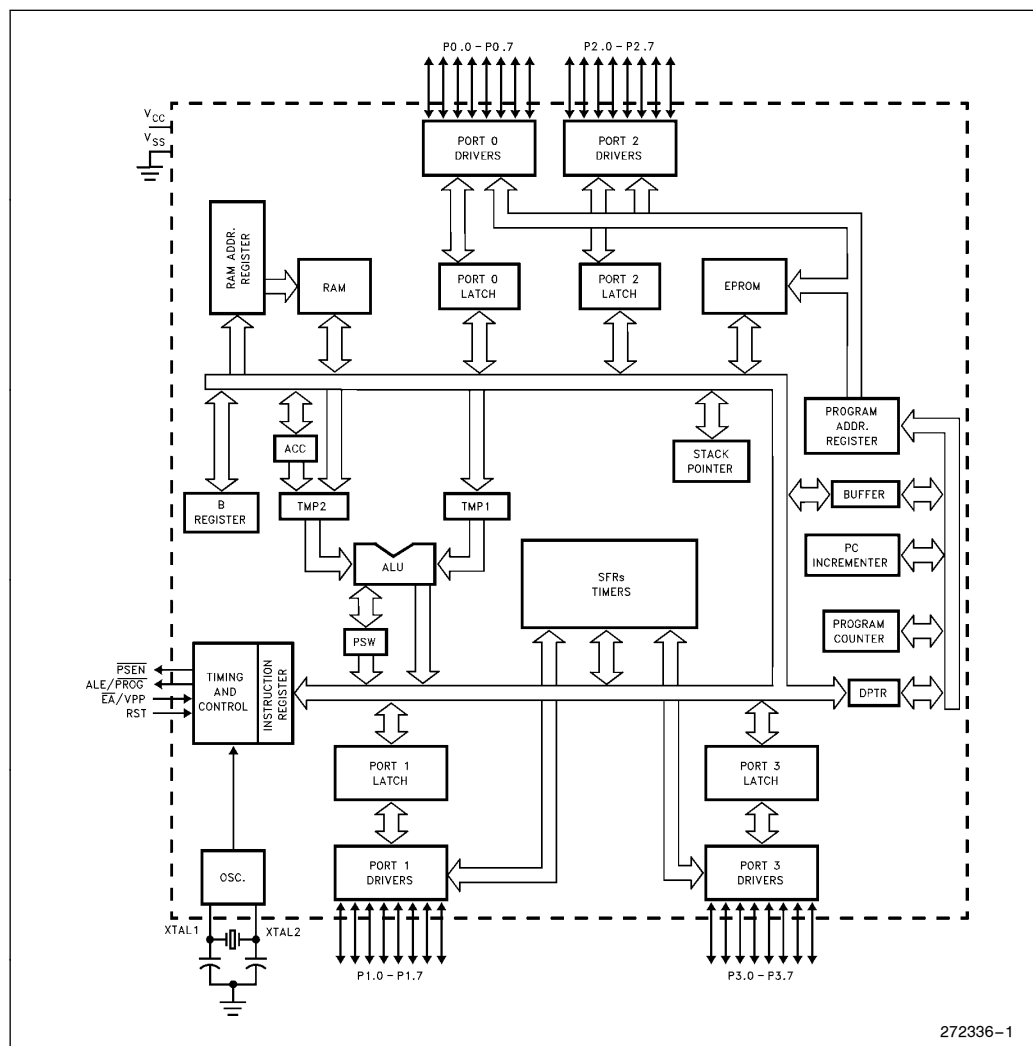 P0.0–P0.7
P2.0–P2.7
VCC
VSS
PORT 0
DRIVERS
PORT 2
DRIVERS
RAM ADDR.
REGISTER
RAM
PORT 0
LATCH
PORT 2
LATCH
EPROM
PROGRAM
ADDR.
REGISTER
ACC
STACK
POINTER
B
REGISTER
TMP2
TMP1
BUFFER
ALU
PC
INCREMENTER
SFRs
TIMERS
PSW
PROGRAM
COUNTER
PSEN
ALE/PROG
EA/VPP
RST
TIMING
AND
CONTROL
INSTRUCTION
REGISTER
DPTR
PORT 1
LATCH
PORT 3
LATCH
OSC.
PORT 1
DRIVERS
PORT 3
DRIVERS
XTAL1
XTAL2
P1.0–P1.7
P3.0–P3.7
272336–1